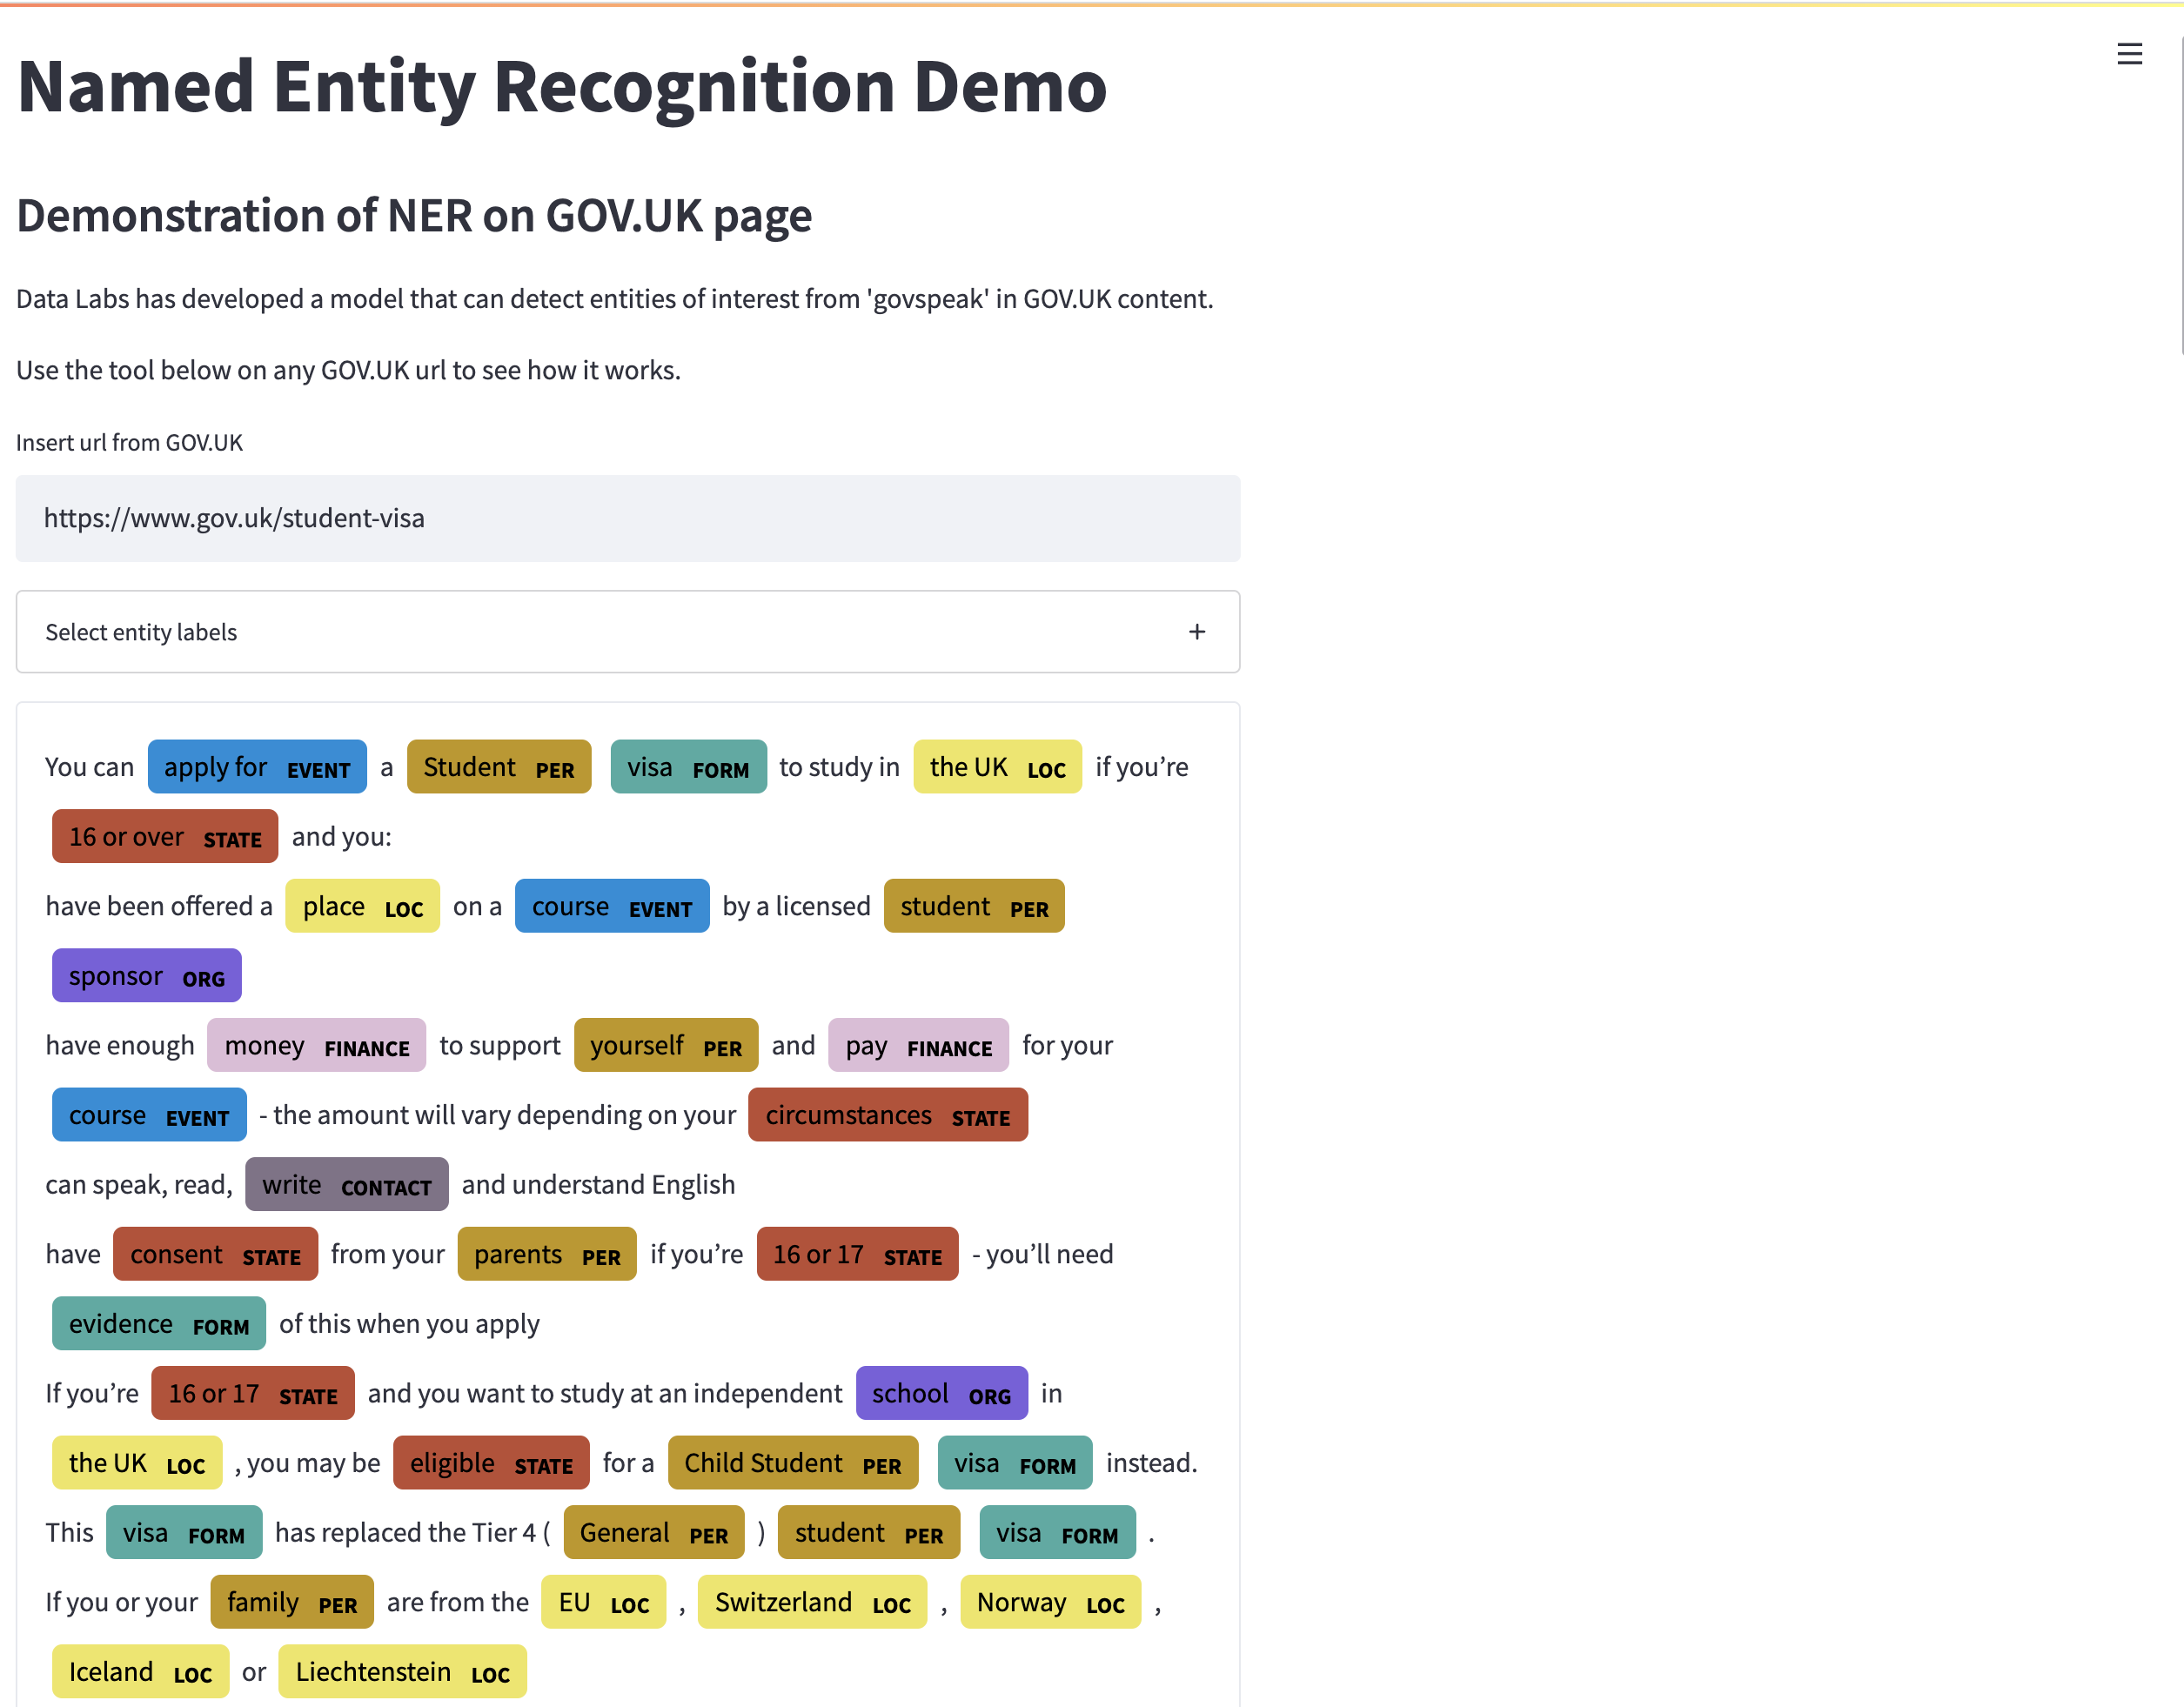 Named Entity Recognition Demo
Demonstration of NER on GOV.UK page
Data Labs has developed a model that can detect entities of interest from 'govspeak' in GOV.UK content.
Use the tool below on any GOV.UK url to see how it works.
Insert url from GOV.UK
https://www.gov.uk/student-visa
Select entity labels +
You can apply for EVENT a Student PER visa FORM to study in the UK LOC if you’re
16 or over STATE and you:
have been offered a place LOC on a course EVENT by a licensed student PER
sponsor ORG
have enough money FINANCE to support yourself PER and pay FINANCE for your
course EVENT - the amount will vary depending on your circumstances STATE
can speak, read, write CONTACT and understand English
have consent STATE from your parents PER if you’re 16 or 17 STATE - you’ll need
evidence FORM of this when you apply
If you’re 16 or 17 STATE and you want to study at an independent school ORG in
the UK LOC , you may be eligible STATE for a Child Student PER visa FORM instead.
This visa FORM has replaced the Tier 4 ( General PER ) student PER visa FORM .
If you or your family PER are from the EU LOC , Switzerland LOC , Norway LOC ,
Iceland LOC or Liechtenstein LOC